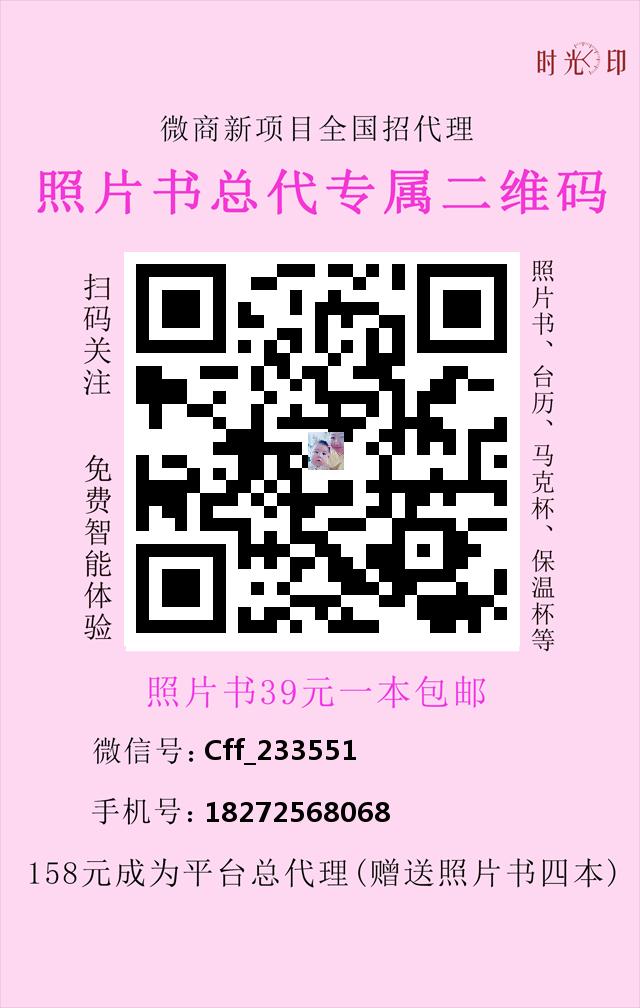 时光印
微商新项目全国招代理
照片书总代专属二维码
扫码关注 免费智能体验
照片书、台历、马克杯、保温杯等
照片书39元一本包邮
微信号:Cff_233551
手机号:18272568068
158元成为平台总代理(赠送照片书四本)